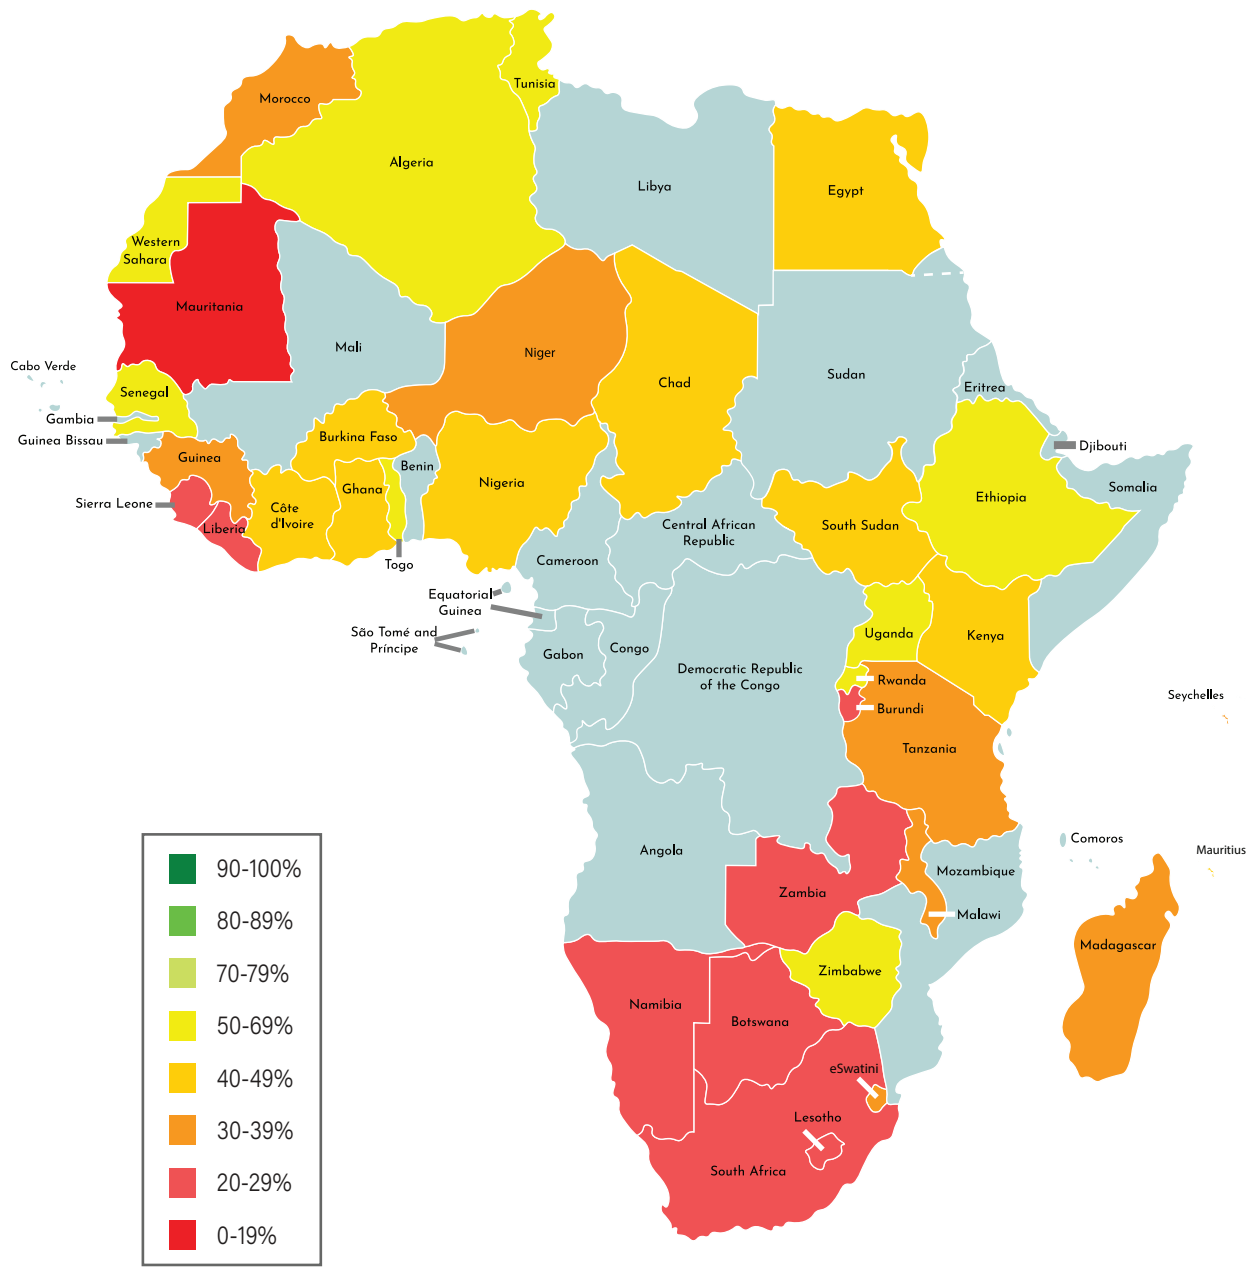 Tunisia
Morocco
Algeria
Libya
Egypt
Western
Sahara
Mauritania
Mali
Niger
Chad
Sudan
Cabo Verde
Senegal
Eritrea
Gambia
Guinea Bissau
Burkina Faso
Djibouti
Guinea
Benin
Ghana
Nigeria
Somalia
Sierra Leone
Côte
d'Ivoire
Ethiopia
Liberia
Central African
Republic
South Sudan
Togo
Cameroon
Equatorial
Guinea
São Tomé and
Príncipe
Gabon
Congo
Uganda
Kenya
Democratic Republic
of the Congo
Rwanda
Burundi
Seychelles
Tanzania
Angola
Comoros
Mauritius
Mozambique
Zambia
Malawi
Madagascar
Zimbabwe
Namibia
Botswana
eSwatini
Lesotho
South Africa
90-100%
80-89%
70-79%
50-69%
40-49%
30-39%
20-29%
0-19%